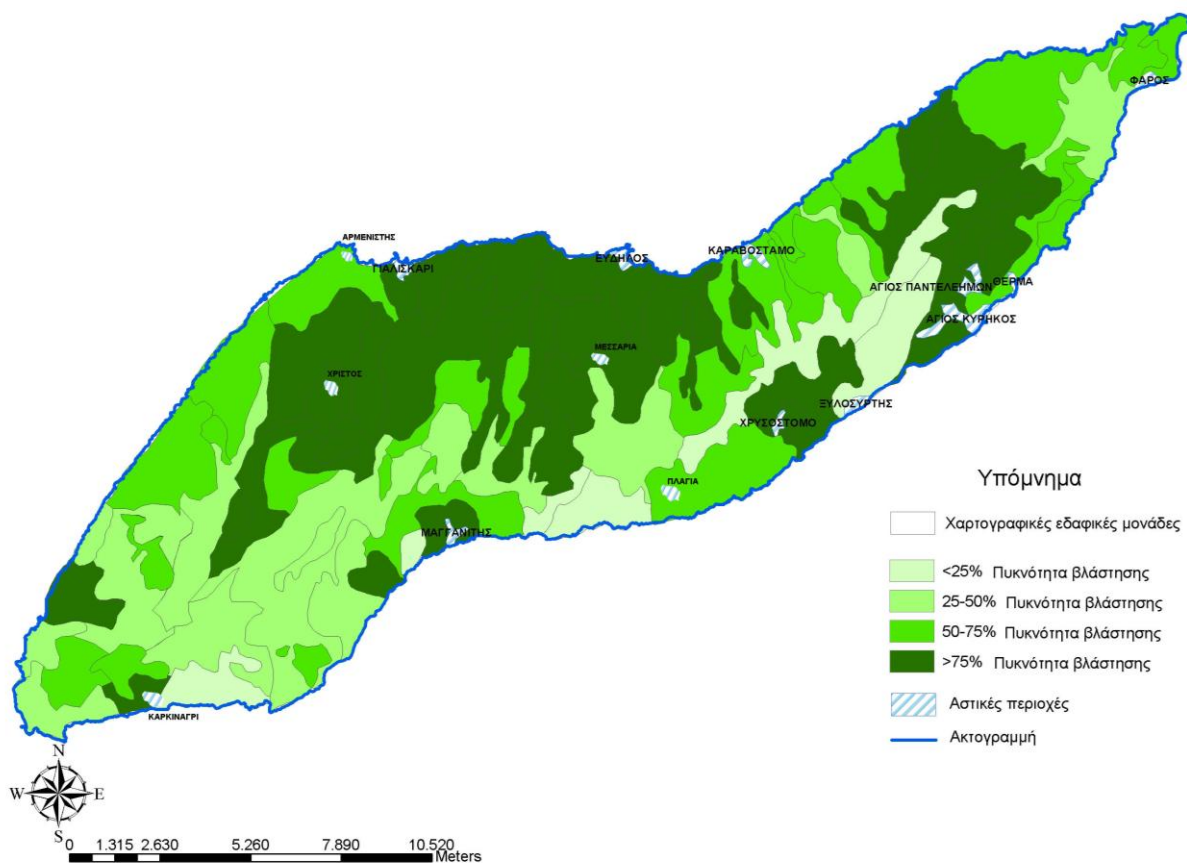 ΦΑΡΟΣ
ΑΡΜΕΝΙΣΤΗΣ
ΓΙΑΛΙΣΚΑΡΙ
ΕΥΔΗΛΟΣ
ΚΑΡΑΒΟΣΤΑΜΟ
ΑΓΙΟΣ ΠΑΝΤΕΛΕΗΜΩΝ
ΘΕΡΜΑ
ΑΓΙΟΣ ΚΥΡΗΚΟΣ
ΜΕΣΣΑΡΙΑ
ΧΡΙΣΤΟΣ
ΞΥΛΟΣΥΡΤΗΣ
ΧΡΥΣΟΣΤΟΜΟ
ΠΛΑΓΙΑ
ΜΑΓΓΑΝΙΤΗΣ
ΚΑΡΚΙΝΑΓΡΙ
Υπόμνημα
Χαρτογραφικές εδαφικές μονάδες
<25% Πυκνότητα βλάστησης
25-50% Πυκνότητα βλάστησης
50-75% Πυκνότητα βλάστησης
>75% Πυκνότητα βλάστησης
Αστικές περιοχές
Ακτογραμμή
N
W E
S
0 1.315 2.630 5.260 7.890 10.520
Meters